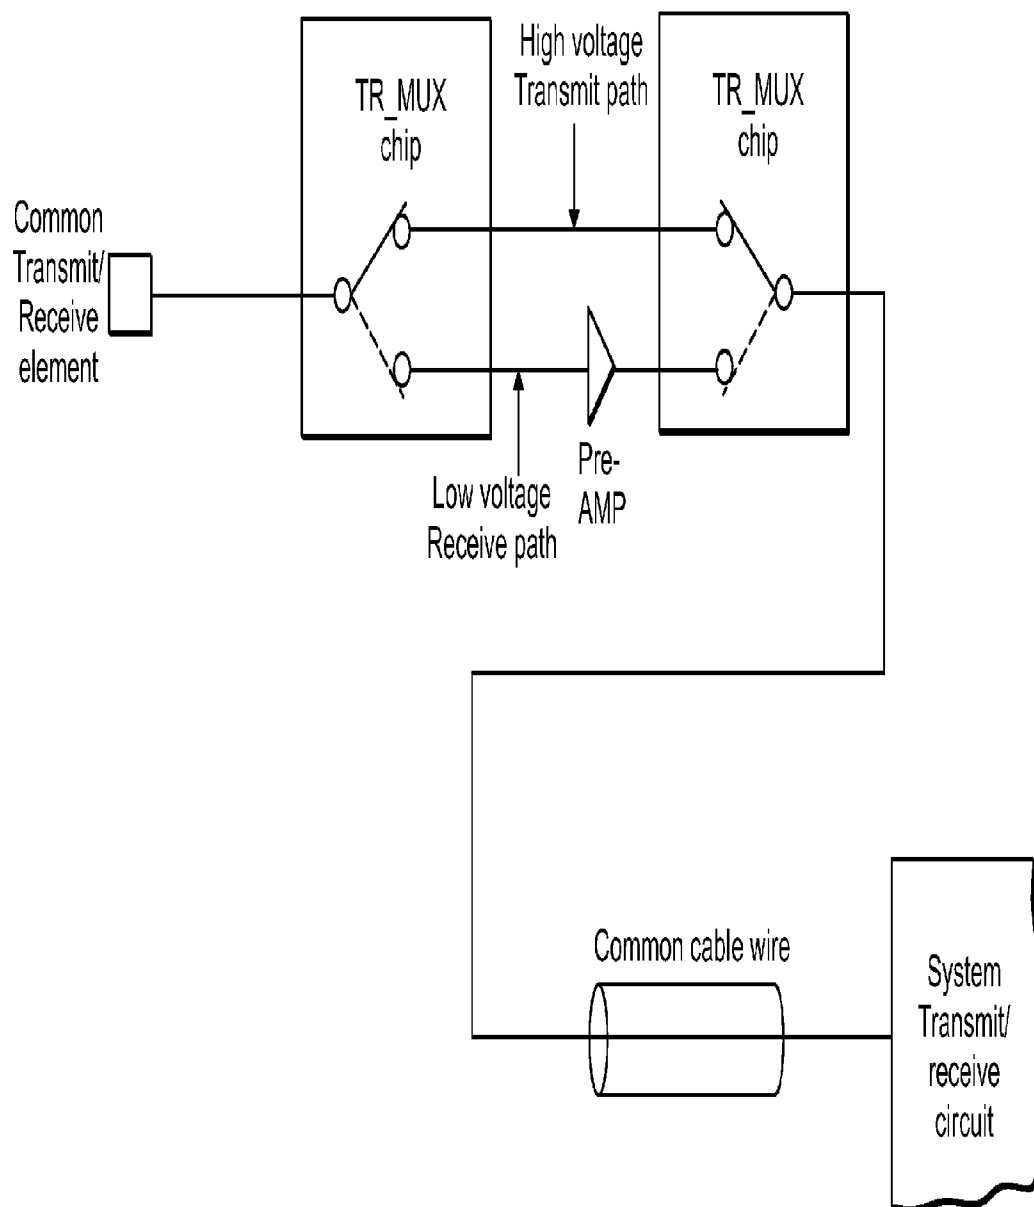 High voltage
Transmit path
TR_MUX
chip
TR_MUX
chip
Common
Transmit/
Receive
element
Low voltage
Receive path
Pre-
AMP
Common cable wire
System
Transmit/
receive
circuit